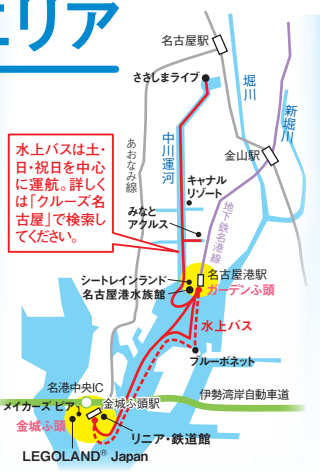 エリア
名古屋駅
ささしまライブ
堀川
新堀川
中川運河
あおなみ線
金山駅
水上バスは土・
日・祝日を中心
に運航。詳しく
は「クルーズ名
古屋」で検索し
てください。
キャナル
リゾート
みなと
アクルス
地下鉄名港線
シートレインランド
名古屋港水族館
名古屋港駅
ガーデンふ頭
水上バス
ブルーボネット
名港中央IC
伊勢湾岸自動車道
メイカーズ ピア
金城ふ頭駅
金城ふ頭
リニア・鉄道館
LEGOLAND® Japan